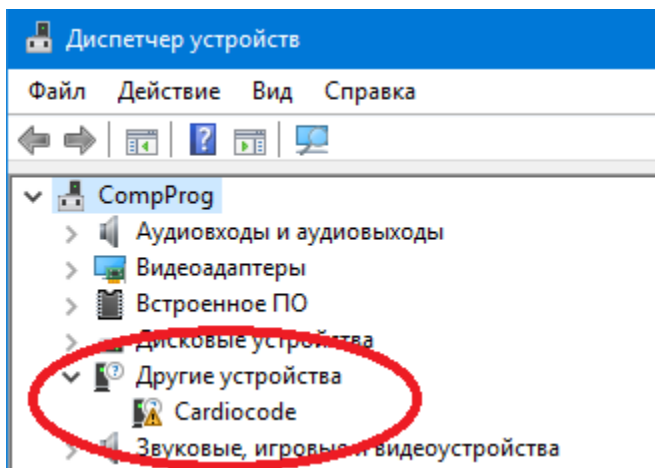 Диспетчер устройств
Файл Действие Вид Справка
CompProg
Аудиовходы и аудиовыходы
Видеоадаптеры
Встроенное ПО
Дисковые устройства
Другие устройства
Cardiocode
Звуковые, игровые и видеоустройства